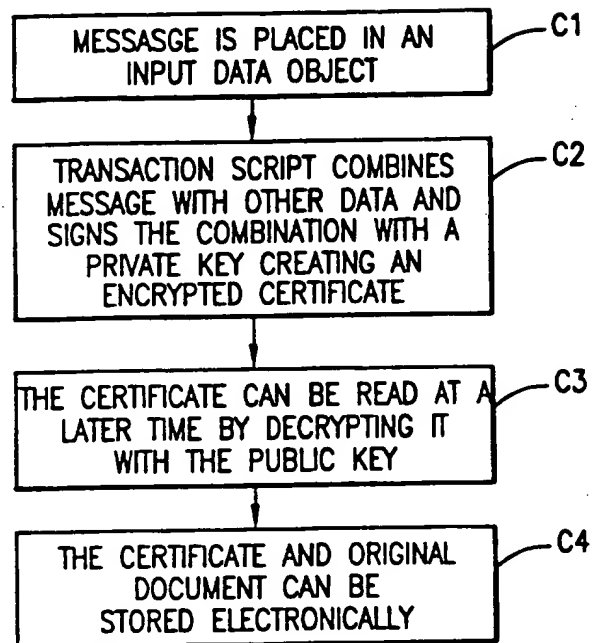 MESSASGE IS PLACED IN AN
INPUT DATA OBJECT
C1
TRANSACTION SCRIPT COMBINES
MESSAGE WITH OTHER DATA AND
SIGNS THE COMBINATION WITH A
PRIVATE KEY CREATING AN
ENCRYPTED CERTIFICATE
C2
THE CERTIFICATE CAN BE READ AT A
LATER TIME BY DECRYPTING IT
WITH THE PUBLIC KEY
C3
THE CERTIFICATE AND ORIGINAL
DOCUMENT CAN BE
STORED ELECTRONICALLY
C4